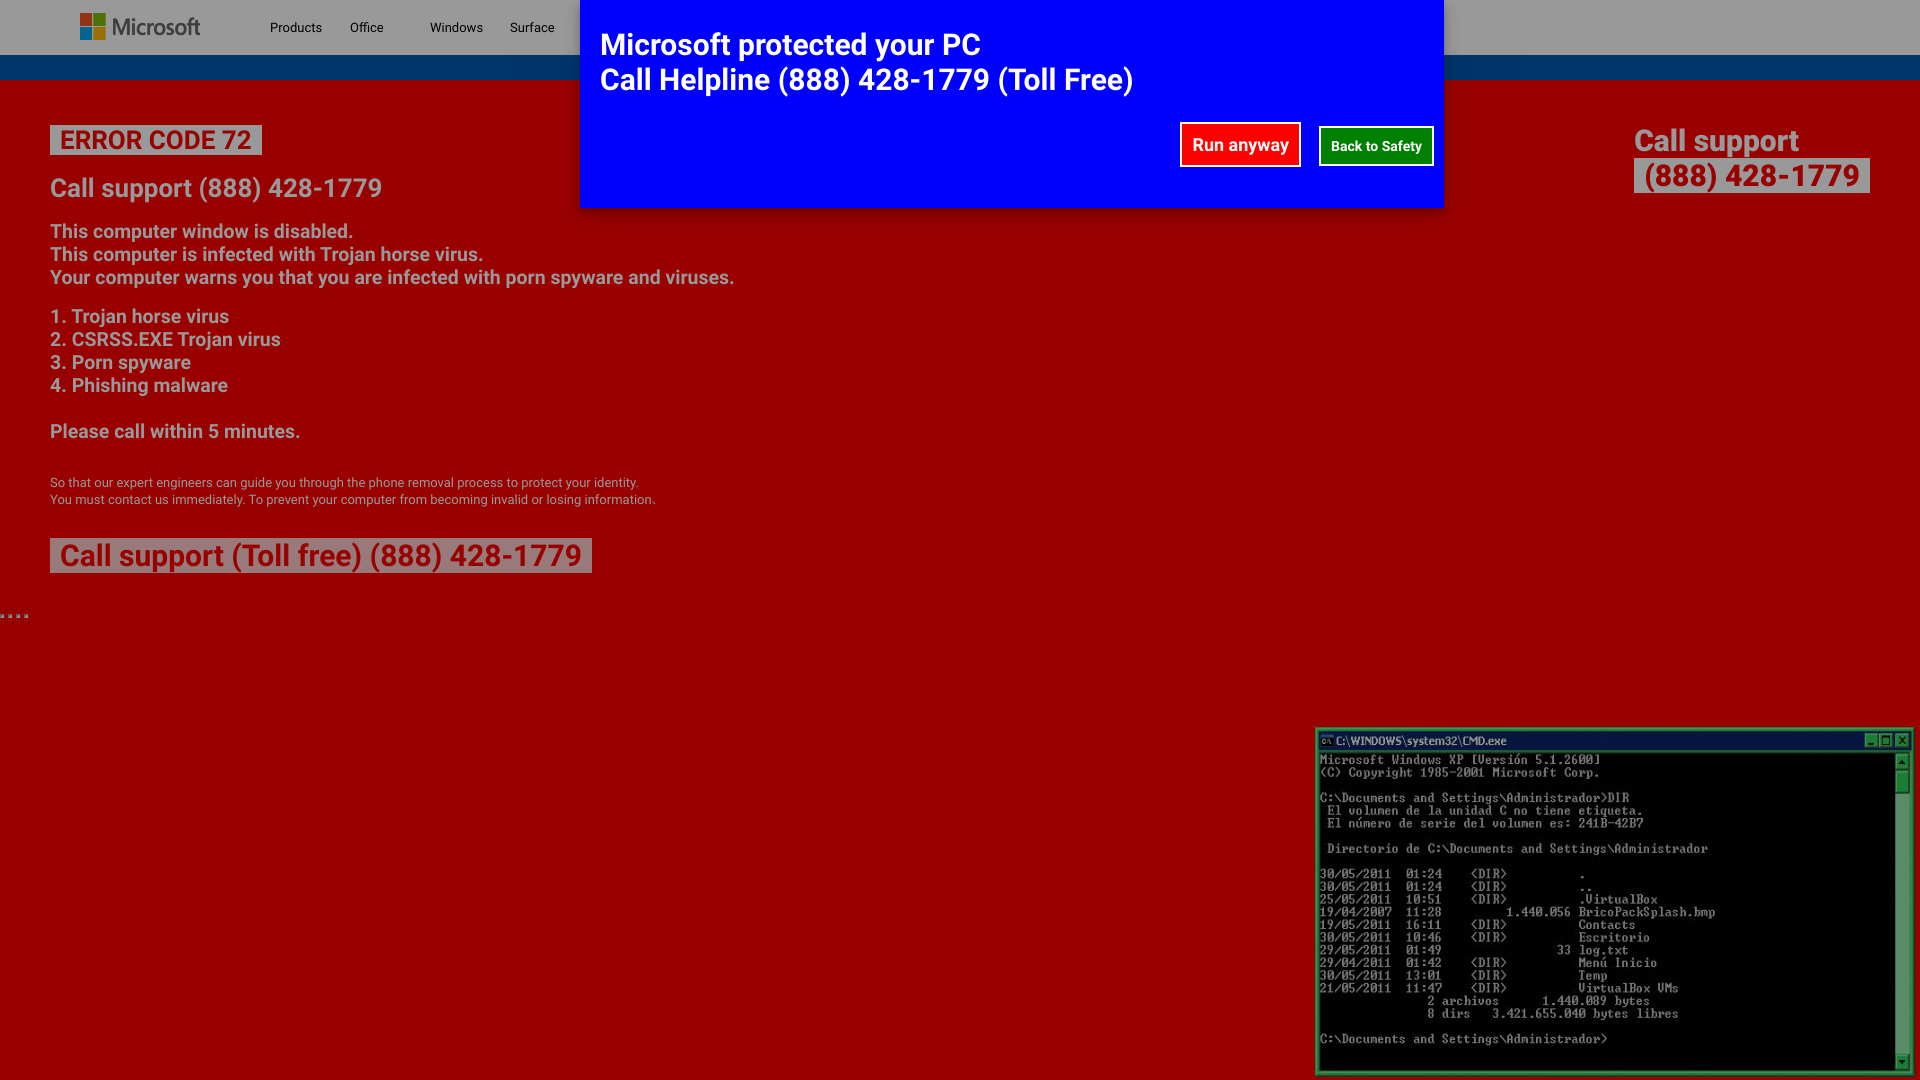 Microsoft
Products Office Windows Surface
Microsoft protected your PC
Call Helpline (888) 428-1779 (Toll Free)
Run anyway
Back to Safety
ERROR CODE 72
Call support (888) 428-1779
This computer window is disabled.
This computer is infected with Trojan horse virus.
Your computer warns you that you are infected with porn spyware and viruses.
1. Trojan horse virus
2. CSRSS.EXE Trojan virus
3. Porn spyware
4. Phishing malware
Please call within 5 minutes.
So that our expert engineers can guide you through the phone removal process to protect your identity.
You must contact us immediately. To prevent your computer from becoming invalid or losing information、
Call support (Toll free) (888) 428-1779
Call support
(888) 428-1779
C:\WINDOWS\system32\CMD.exe
Microsoft Windows XP [Versión 5.1.2600]
(C) Copyright 1985-2001 Microsoft Corp.
C:\Documents and Settings\Administrador>DIR
El volumen de la unidad C no tiene etiqueta.
El número de serie del volumen es: 241B-42B7
Directorio de C:\Documents and Settings\Administrador
30/05/2011 01:24 <DIR> .
30/05/2011 01:24 <DIR> ..
25/05/2011 10:51 <DIR> .VirtualBox
19/04/2007 11:28 1.440.056 BricoPackSplash.bmp
19/05/2011 16:11 <DIR> Contacts
30/05/2011 10:46 <DIR> Escritorio
29/05/2011 01:49 33 log.txt
29/04/2011 01:42 <DIR> Menú Inicio
30/05/2011 13:01 <DIR> Temp
21/05/2011 11:47 <DIR> VirtualBox VMs
2 archivos 1.440.089 bytes
8 dirs 3.421.655.040 bytes libres
C:\Documents and Settings\Administrador>